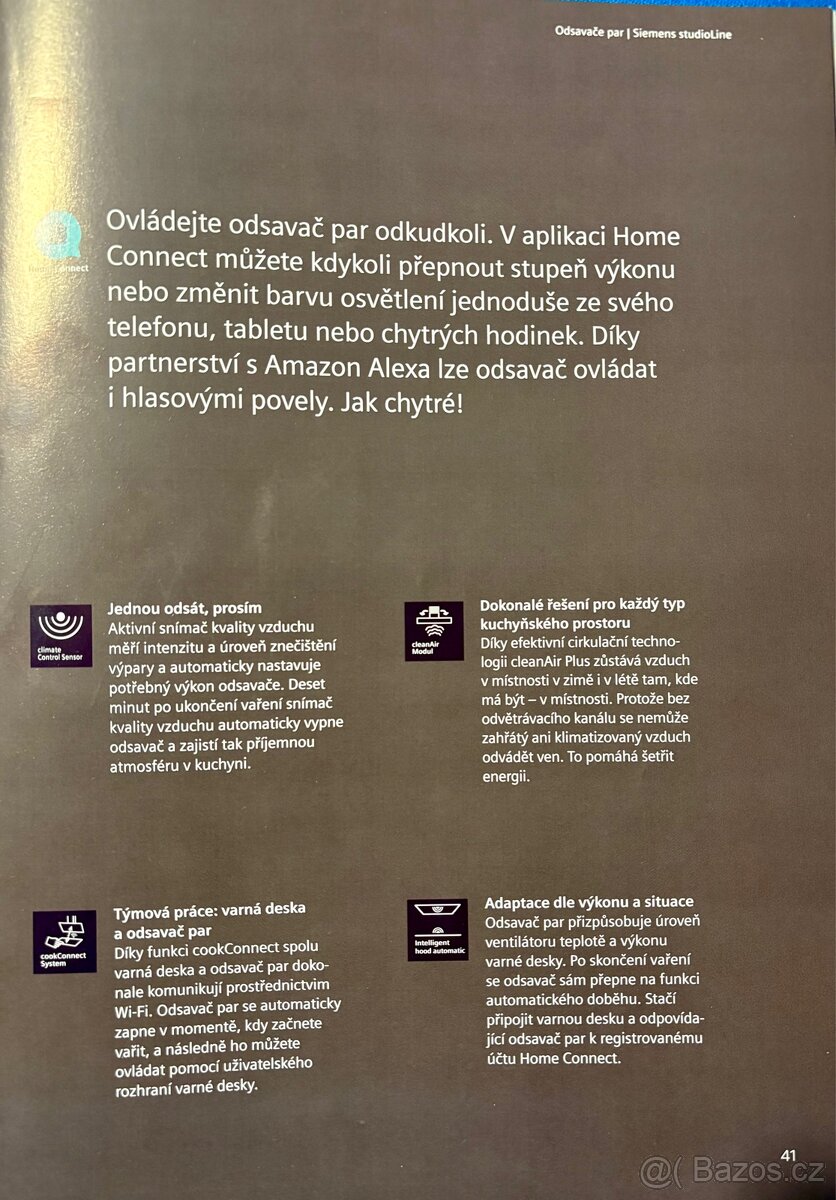 Odsavače par | Siemens studioLine
Ovládejte odsavač par odkudkoli. V aplikaci Home
Connect můžete kdykoli přepnout stupeň výkonu
nebo změnit barvu osvětlení jednoduše ze svého
telefonu, tabletu nebo chytrých hodinek. Díky
partnerství s Amazon Alexa lze odsavač ovládat
i hlasovými povely. Jak chytré!
Home Connect
climate
Control Sensor
Jednou odsát, prosím
Aktivní snímač kvality vzduchu
měří intenzitu a úroveň znečištění
výpary a automaticky nastavuje
potřebný výkon odsavače. Deset
minut po ukončení vaření snímač
kvality vzduchu automaticky vypne
odsavač a zajistí tak příjemnou
atmosféru v kuchyni.
cleanAir
Modul
Dokonalé řešení pro každý typ
kuchyňského prostoru
Díky efektivní cirkulační techno-
logii cleanAir Plus zůstává vzduch
v místnosti v zimě i v létě tam, kde
má být – v místnosti. Protože bez
odvětrávacího kanálu se nemůže
zahřátý ani klimatizovaný vzduch
odvádět ven. To pomáhá šetřit
energii.
cookConnect
System
Týmová práce: varná deska
a odsavač par
Díky funkci cookConnect spolu
varná deska a odsavač par doko-
nale komunikují prostřednictvím
Wi-Fi. Odsavač par se automaticky
zapne v momentě, kdy začnete
vařit, a následně ho můžete
ovládat pomocí uživatelského
rozhraní varné desky.
Intelligent
hood automatic
Adaptace dle výkonu a situace
Odsavač par přizpůsobuje úroveň
ventilátoru teplotě a výkonu
varné desky. Po skončení vaření
se odsavač sám přepne na funkci
automatického doběhu. Stačí
připojit varnou desku a odpovída-
jící odsavač par k registrovanému
účtu Home Connect.
41
@( Bazos.cz